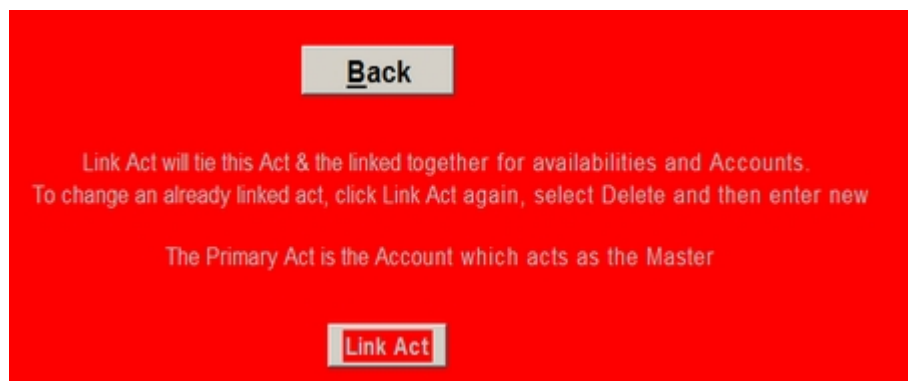 Back
Link Act will tie this Act & the linked together for availabilities and Accounts.
To change an already linked act, click Link Act again, select Delete and then enter new
The Primary Act is the Account which acts as the Master
Link Act